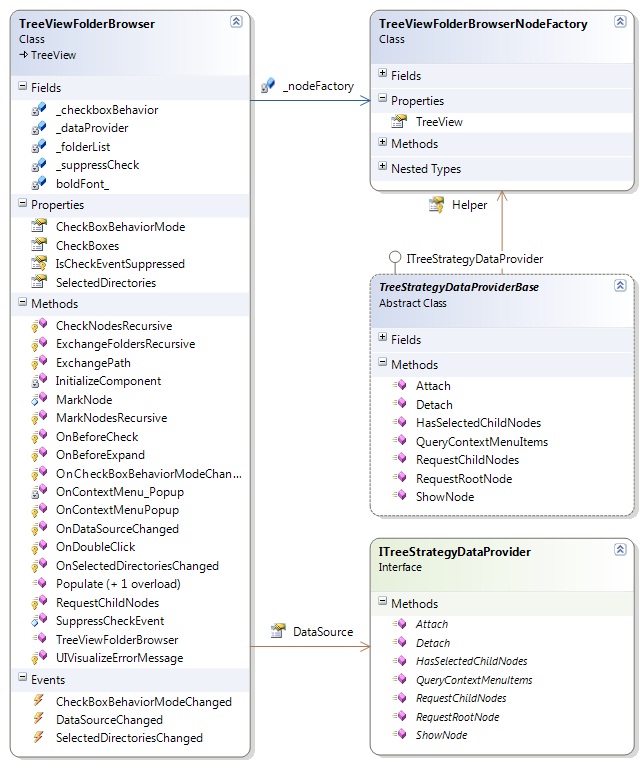 TreeViewFolderBrowser
Class
TreeView
Fields
_checkboxBehavior
_dataProvider
_folderList
_suppressCheck
boldFont_
Properties
CheckBoxBehaviorMode
CheckBoxes
IsCheckEventSuppressed
SelectedDirectories
Methods
CheckNodesRecursive
ExchangeFoldersRecursive
ExchangePath
InitializeComponent
MarkNode
MarkNodesRecursive
OnBeforeCheck
OnBeforeExpand
OnCheckBoxBehaviorModeChan...
OnContextMenu_Popup
OnContextMenuPopup
OnDataSourceChanged
OnDoubleClick
OnSelectedDirectoriesChanged
Populate (+ 1 overload)
RequestChildNodes
SuppressCheckEvent
TreeViewFolderBrowser
UIVisualizeErrorMessage
Events
CheckBoxBehaviorModeChanged
DataSourceChanged
SelectedDirectoriesChanged
_nodeFactory
TreeViewFolderBrowserNodeFactory
Class
Fields
Properties
TreeView
Methods
Nested Types
Helper
ITreeStrategyDataProvider
TreeStrategyDataProviderBase
Abstract Class
Fields
Methods
Attach
Detach
HasSelectedChildNodes
QueryContextMenuItems
RequestChildNodes
RequestRootNode
ShowNode
DataSource
ITreeStrategyDataProvider
Interface
Methods
Attach
Detach
HasSelectedChildNodes
QueryContextMenuItems
RequestChildNodes
RequestRootNode
ShowNode